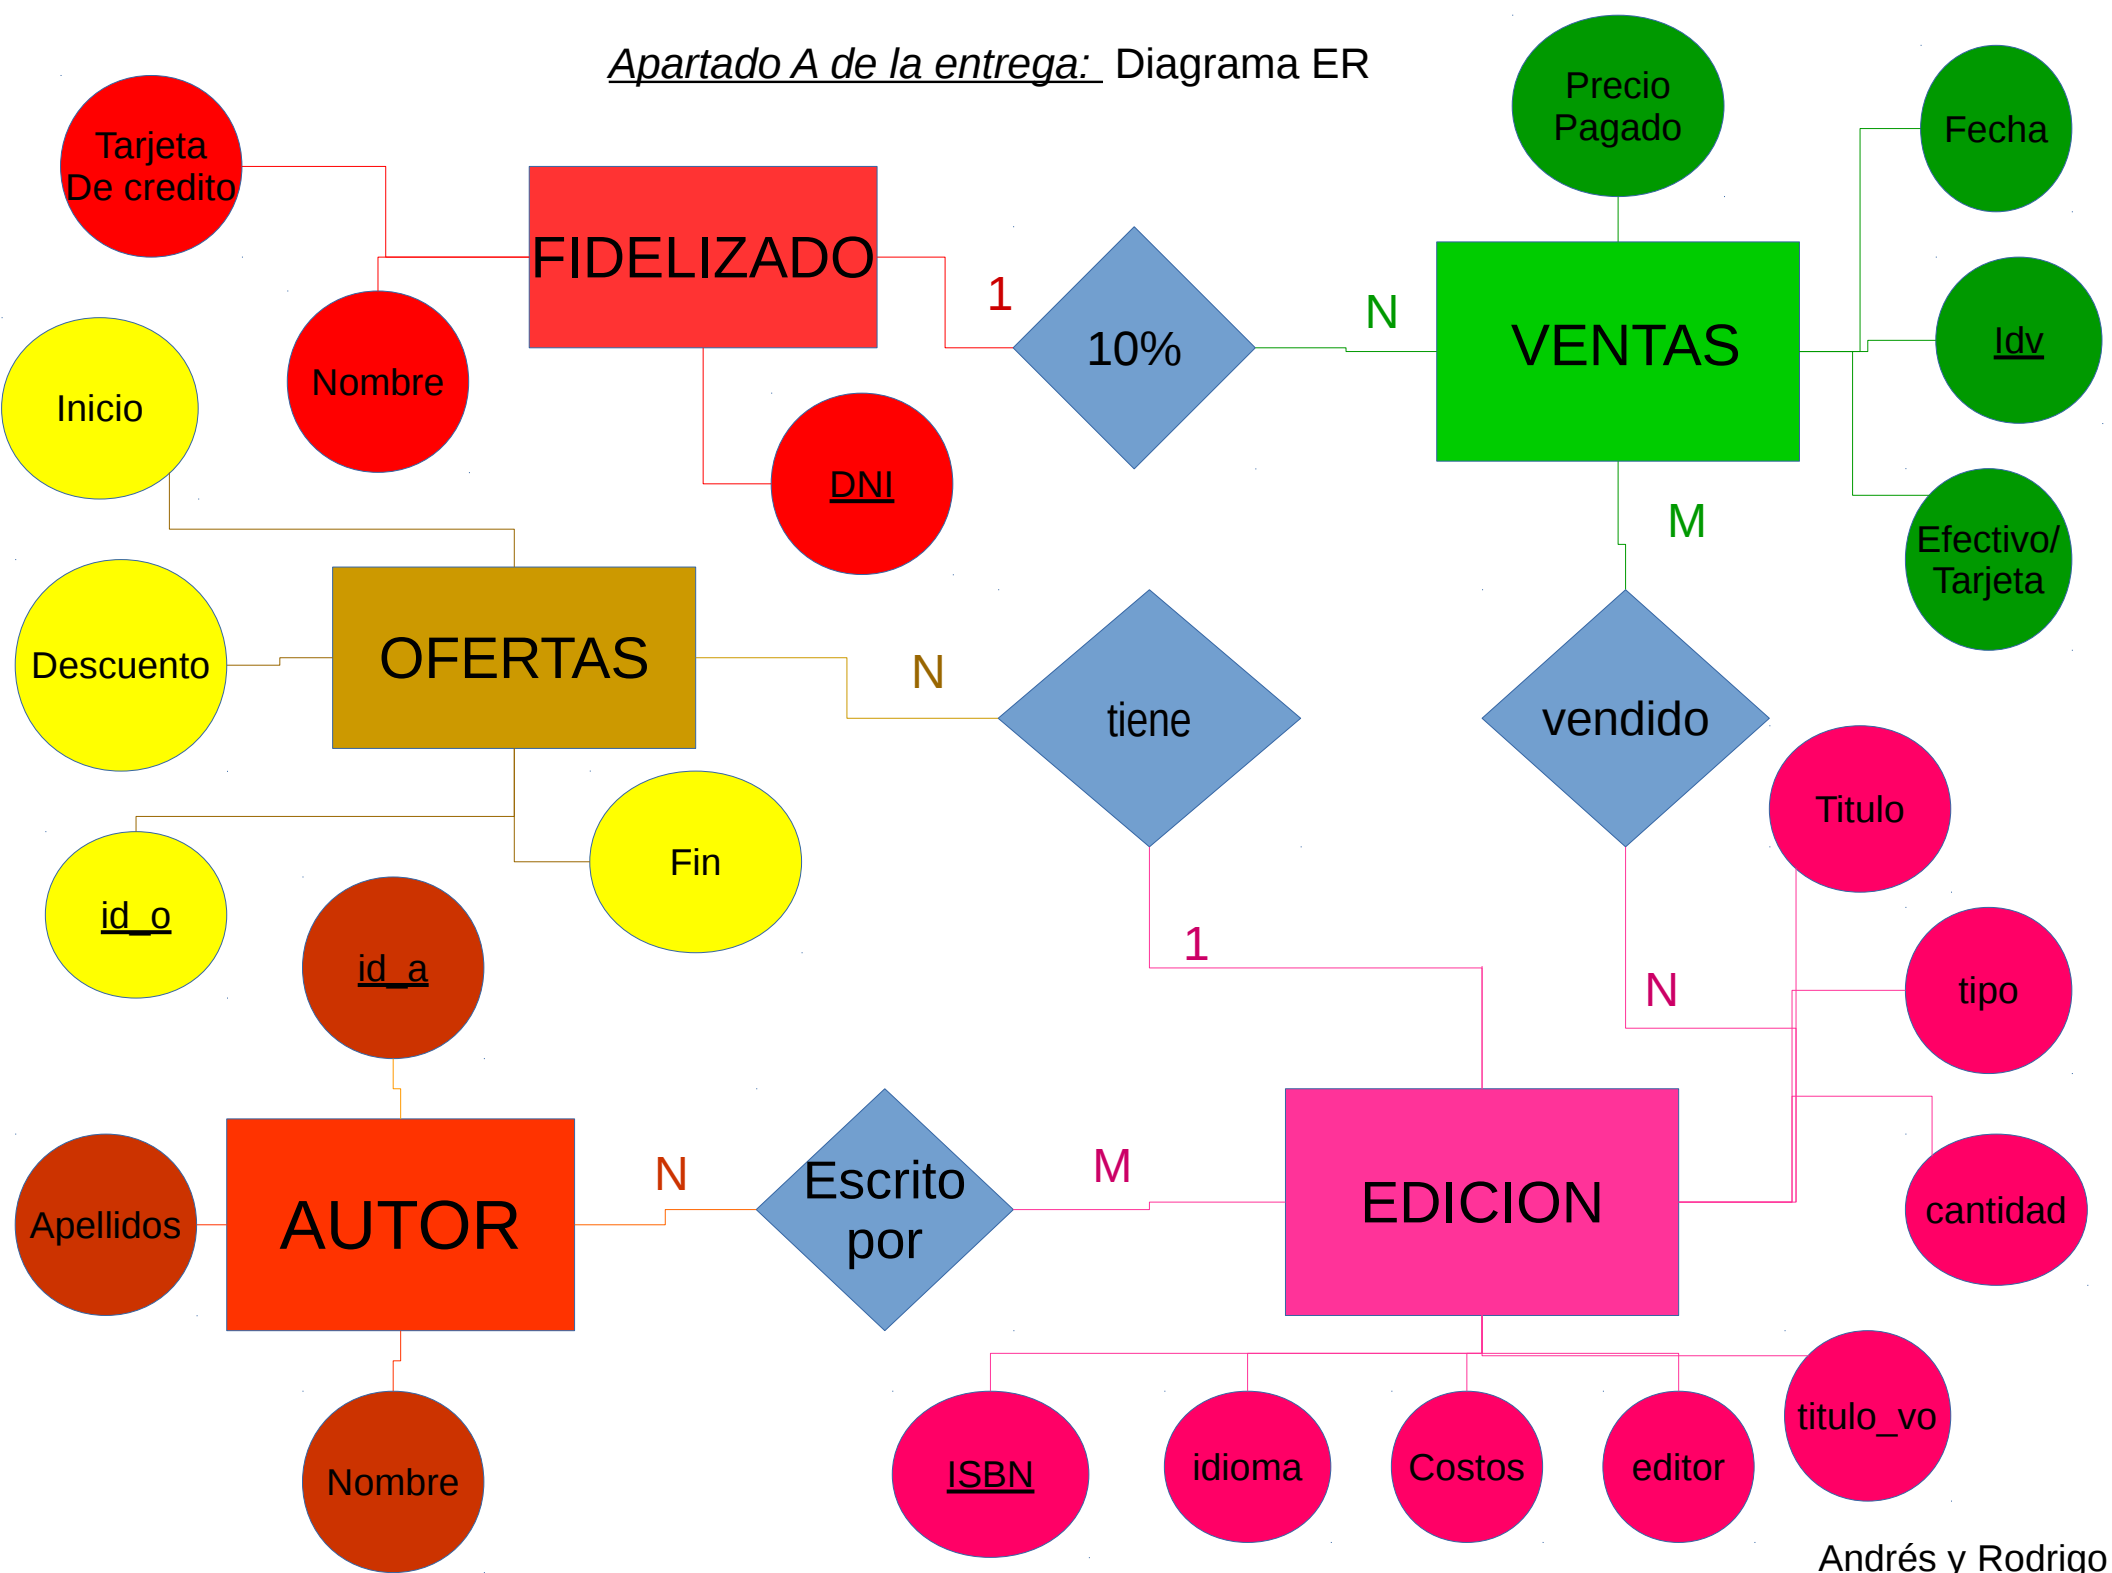 Apartado A de la entrega: Diagrama ER
Precio
Pagado
Fecha
Tarjeta
De credito
FIDELIZADO
1
10%
N
VENTAS
Idv
Nombre
Inicio
DNI
M
Efectivo/
Tarjeta
OFERTAS
Descuento
N
tiene
vendido
Titulo
Fin
id_o
id_a
1
N
tipo
AUTOR
Apellidos
N
Escrito
por
M
EDICION
cantidad
Nombre
ISBN
idioma
Costos
editor
titulo_vo
Andrés y Rodrigo